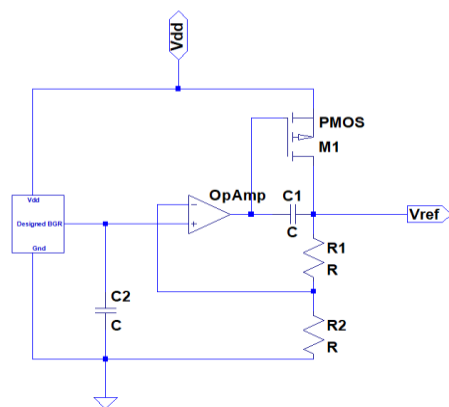 Vdd
PMOS
M1
Vdd
Designed BGR
Gnd
OpAmp
−
+
C1
C
Vref
R1
R
C2
C
R2
R